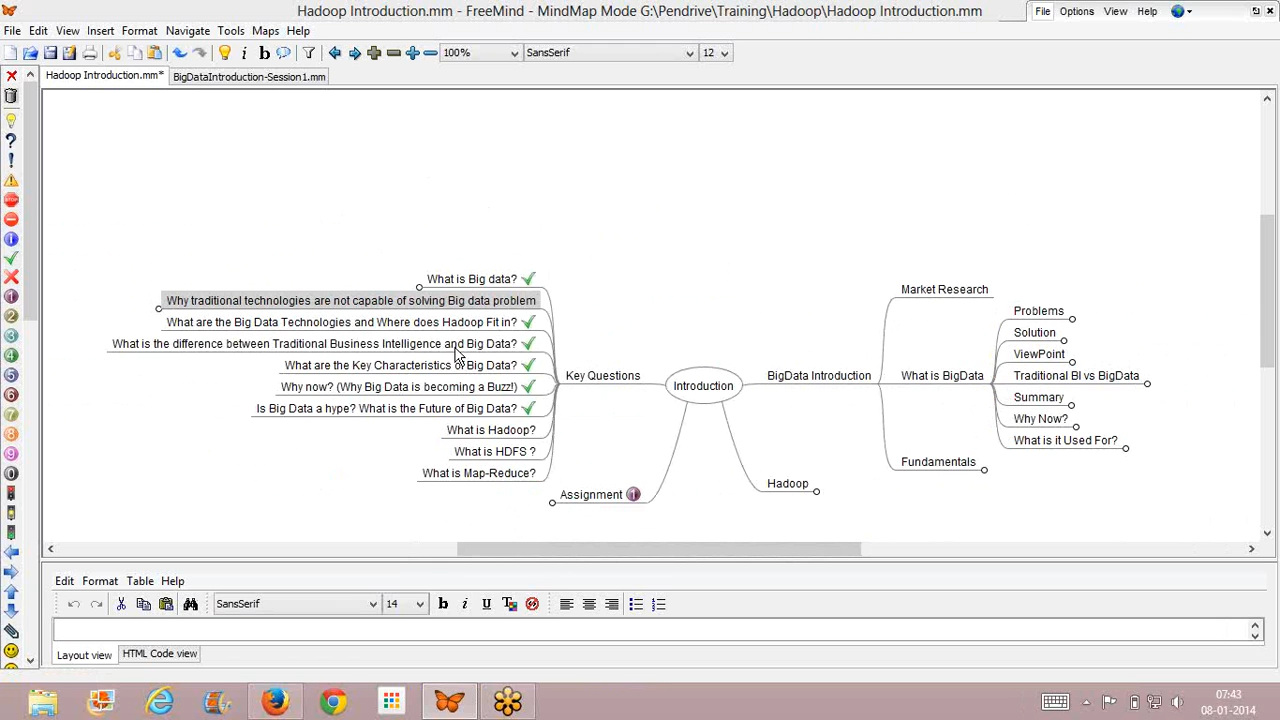 Hadoop Introduction.mm* - FreeMind - MindMap Mode G:\Pendrive\Training\Hadoop\Hadoop Introduction.mm
File Options View Help
File Edit View Insert Format Navigate Tools Maps Help
100% SansSerif 12
Hadoop Introduction.mm* BigDataIntroduction-Session1.mm
What is Big data?
Why traditional technologies are not capable of solving Big data problem
What are the Big Data Technologies and Where does Hadoop Fit in?
What is the difference between Traditional Business Intelligence and Big Data?
What are the Key Characteristics of Big Data?
Why now? (Why Big Data is becoming a Buzz!)
Is Big Data a hype? What is the Future of Big Data?
What is Hadoop?
What is HDFS ?
What is Map-Reduce?
Key Questions
Assignment
Introduction
BigData Introduction
Hadoop
Market Research
What is BigData
Fundamentals
Problems
Solution
ViewPoint
Traditional BI vs BigData
Summary
Why Now?
What is it Used For?
Edit Format Table Help
SansSerif 14
Layout view HTML Code view
07:43
08-01-2014